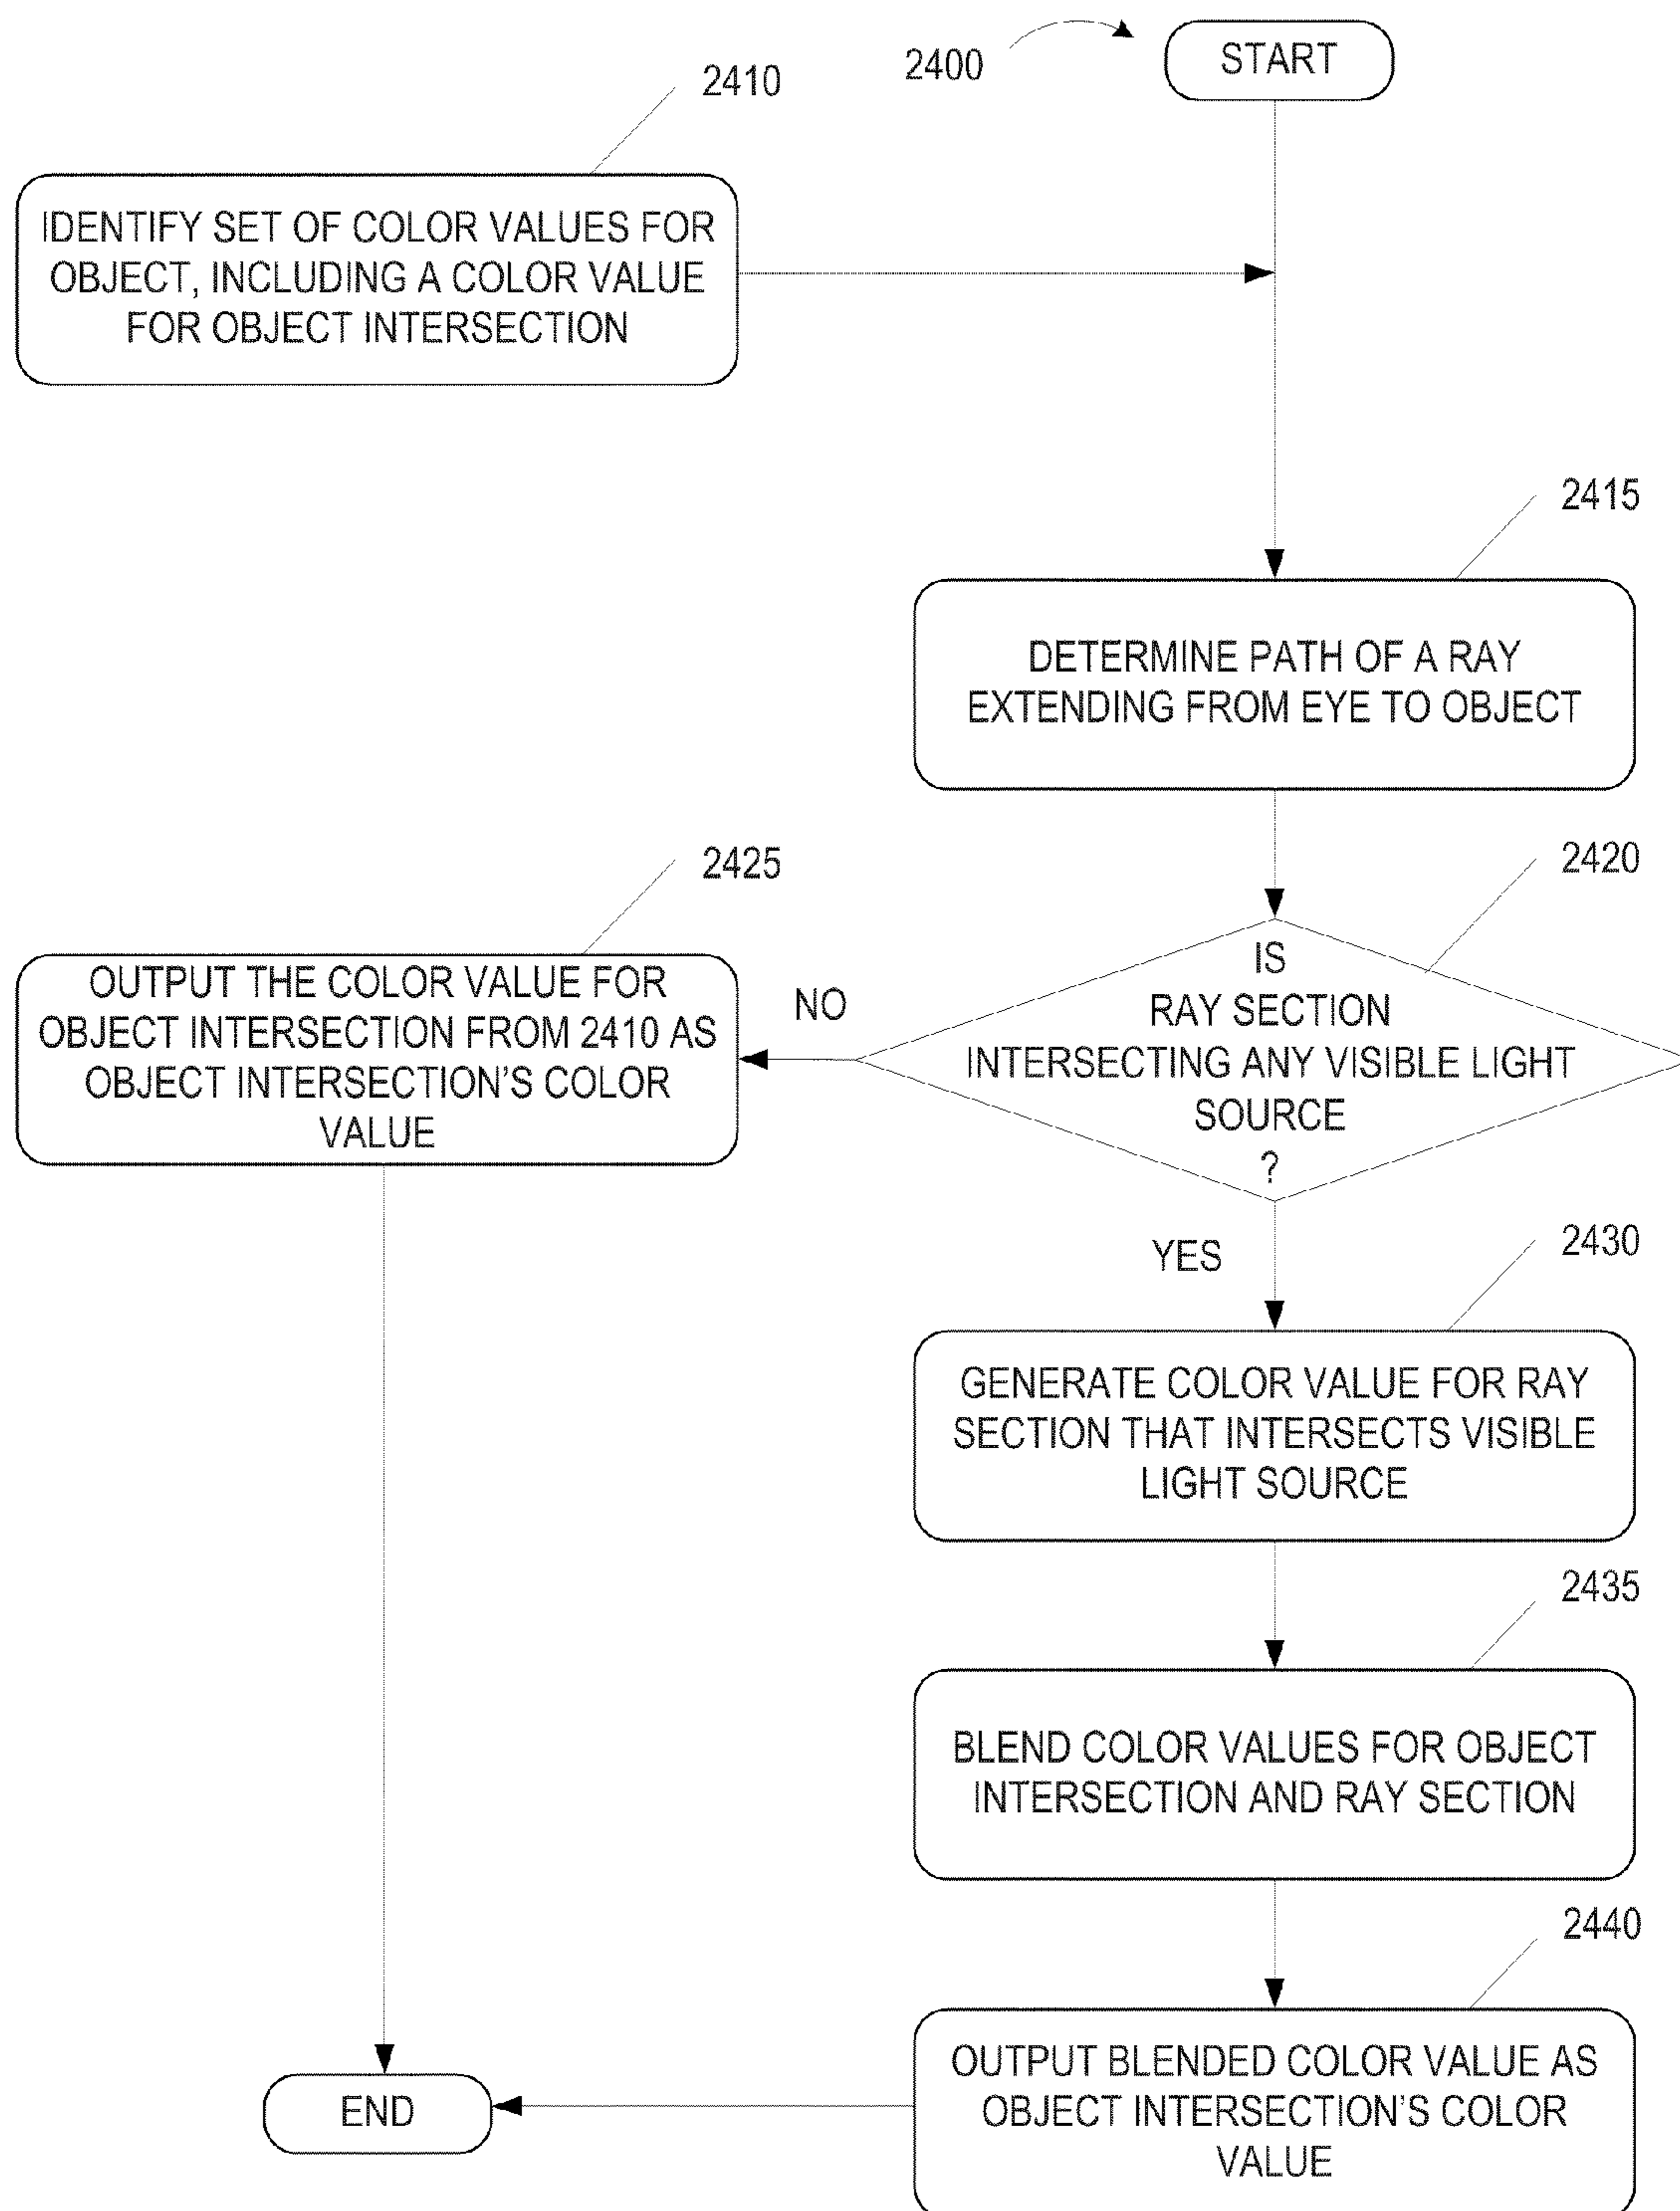 2400
START
2410
IDENTIFY SET OF COLOR VALUES FOR
OBJECT, INCLUDING A COLOR VALUE
FOR OBJECT INTERSECTION
2415
DETERMINE PATH OF A RAY
EXTENDING FROM EYE TO OBJECT
2420
IS
RAY SECTION
INTERSECTING ANY VISIBLE LIGHT
SOURCE
?
NO
2425
OUTPUT THE COLOR VALUE FOR
OBJECT INTERSECTION FROM 2410 AS
OBJECT INTERSECTION'S COLOR
VALUE
YES
2430
GENERATE COLOR VALUE FOR RAY
SECTION THAT INTERSECTS VISIBLE
LIGHT SOURCE
2435
BLEND COLOR VALUES FOR OBJECT
INTERSECTION AND RAY SECTION
2440
OUTPUT BLENDED COLOR VALUE AS
OBJECT INTERSECTION'S COLOR
VALUE
END